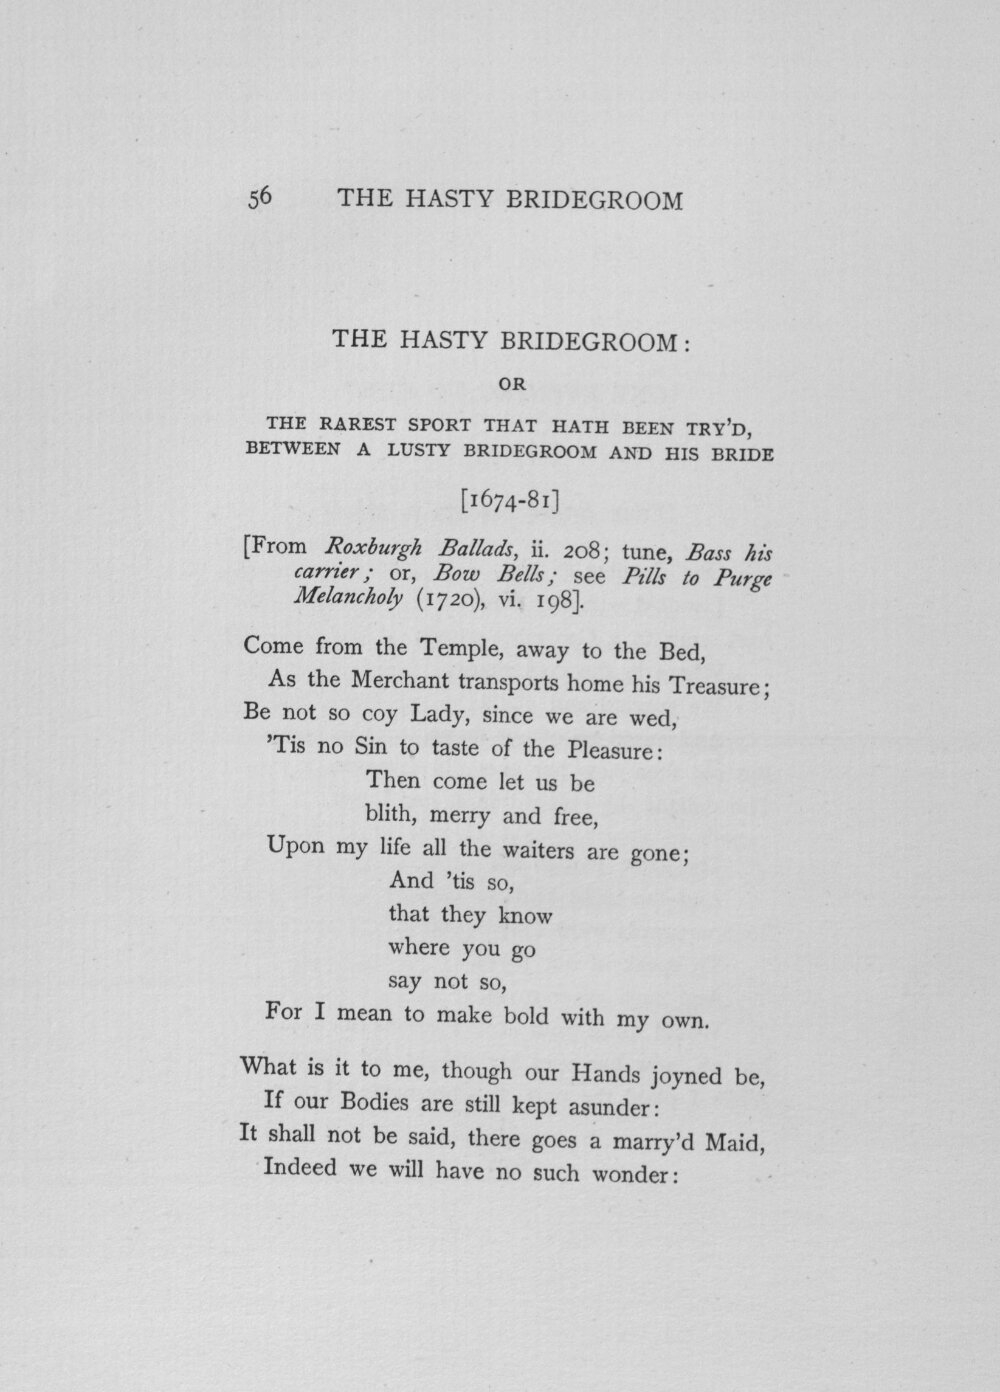 56 THE HASTY BRIDEGROOM
THE HASTY BRIDEGROOM:
OR
THE RAREST SPORT THAT HATH BEEN TRY'D,
BETWEEN A LUSTY BRIDEGROOM AND HIS BRIDE
[1674-81]
[From Roxburgh Ballads, ii. 208; tune, Bass his
carrier; or, Bow Bells; see Pills to Purge
Melancholy (1720), vi. 198].
Come from the Temple, away to the Bed,
As the Merchant transports home his Treasure;
Be not so coy Lady, since we are wed,
'Tis no Sin to taste of the Pleasure:
Then come let us be
blith, merry and free,
Upon my life all the waiters are gone;
And 'tis so,
that they know
where you go
say not so,
For I mean to make bold with my own.
What is it to me, though our Hands joyned be,
If our Bodies are still kept asunder:
It shall not be said, there goes a marry'd Maid,
Indeed we will have no such wonder: